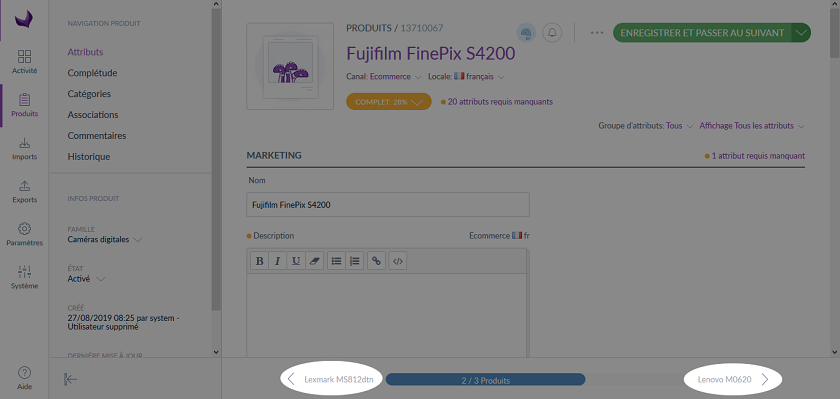 Activité
Produits
Imports
Exports
Paramètres
Système
Aide
NAVIGATION PRODUIT
Attributs
Complétude
Catégories
Associations
Commentaires
Historique
INFOS PRODUIT
FAMILLE
Caméras digitales
ÉTAT
Activé
CRÉÉ
27/08/2019 08:25 par system -
Utilisateur supprimé
DERNIÈRE MISE À JOUR
PRODUITS / 13710067
ENREGISTRER ET PASSER AU SUIVANT
Fujifilm FinePix S4200
Canal: Ecommerce Locale: français
COMPLET: 28% 20 attributs requis manquants
Groupe d'attributs: Tous Affichage Tous les attributs
MARKETING 1 attribut requis manquant
Nom
Fujifilm FinePix S4200
Description Ecommerce fr
B I U
Lexmark MS812dtn 2 / 3 Produits Lenovo M0620